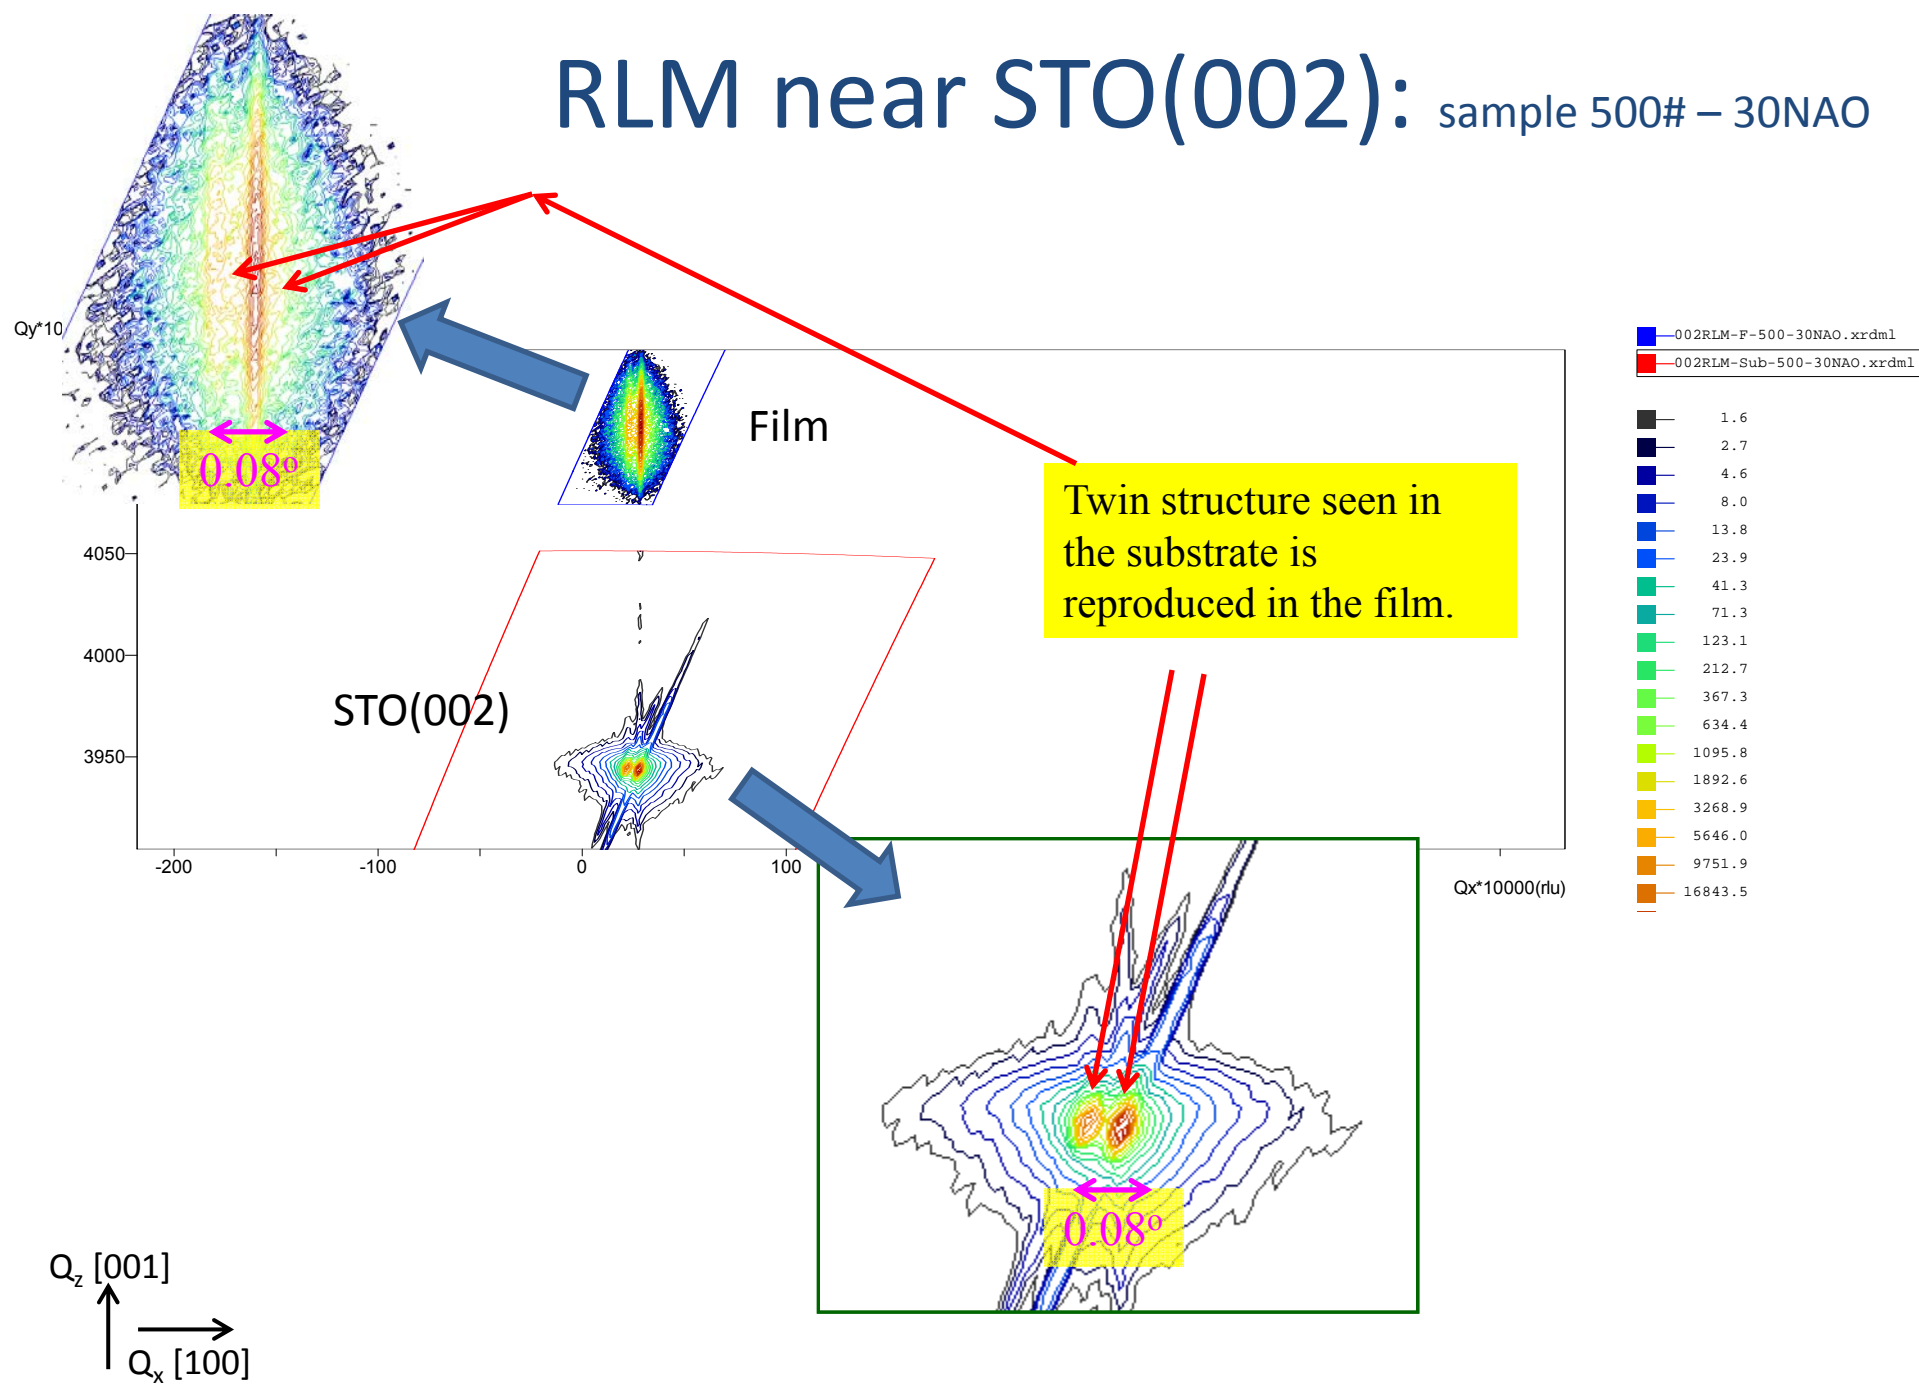 RLM near STO(002): sample 500# – 30NAO
Qy*10
0.08º
Film
Twin structure seen in
the substrate is
reproduced in the film.
STO(002)
4050
4000
3950
-200
-100
0
100
Qx*10000(rlu)
002RLM-F-500-30NAO.xrdml
002RLM-Sub-500-30NAO.xrdml
1.6
2.7
4.6
8.0
13.8
23.9
41.3
71.3
123.1
212.7
367.3
634.4
1095.8
1892.6
3268.9
5646.0
9751.9
16843.5
0.08º
Qz [001]
Qx [100]